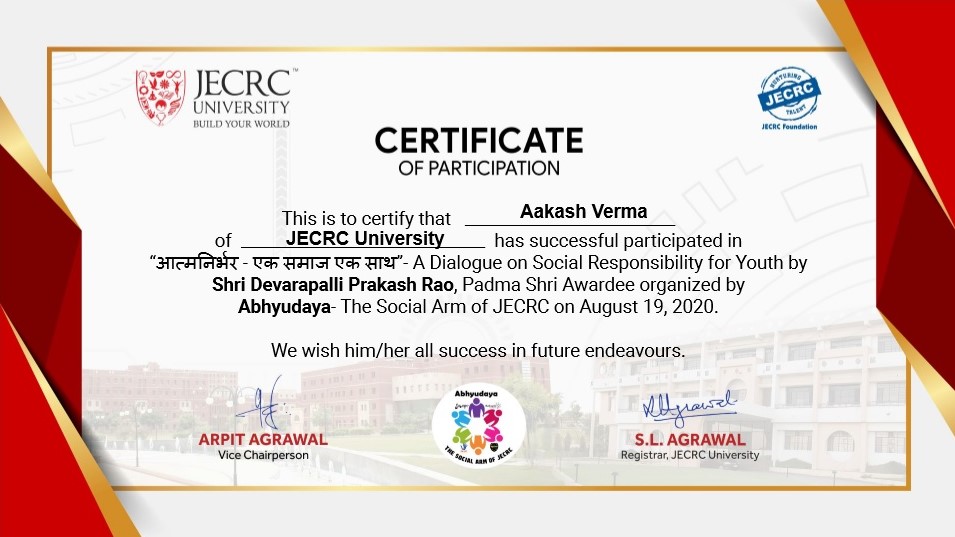 JECRC™
UNIVERSITY
BUILD YOUR WORLD
NURTURING
JECRC
TALENT
JECRC Foundation
CERTIFICATE
OF PARTICIPATION
This is to certify that Aakash Verma
of JECRC University has successful participated in
“आत्मनिर्भर - एक समाज एक साथ”- A Dialogue on Social Responsibility for Youth by
Shri Devarapalli Prakash Rao, Padma Shri Awardee organized by
Abhyudaya- The Social Arm of JECRC on August 19, 2020.
We wish him/her all success in future endeavours.
ARPIT AGRAWAL
Vice Chairperson
Abhyudaya
THE SOCIAL ARM OF JECRC
S.L. AGRAWAL
Registrar, JECRC University